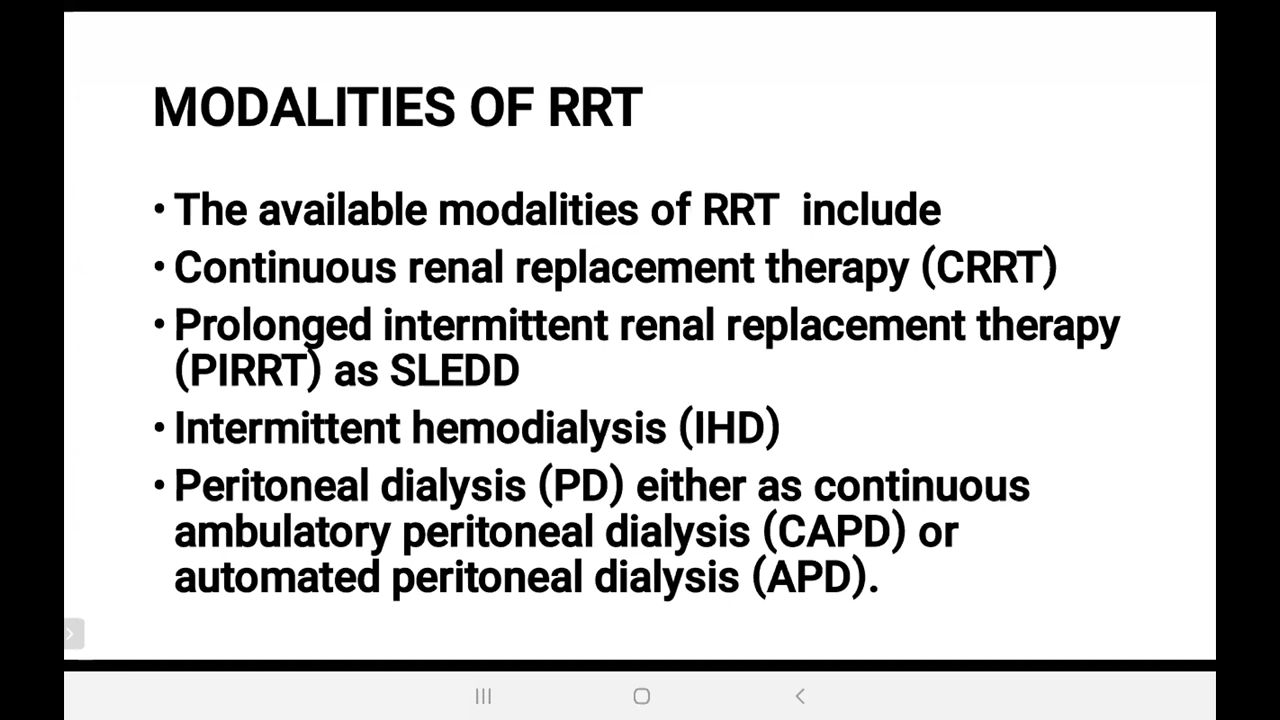 MODALITIES OF RRT
• The available modalities of RRT  include
• Continuous renal replacement therapy (CRRT)
• Prolonged intermittent renal replacement therapy
(PIRRT) as SLEDD
• Intermittent hemodialysis (IHD)
• Peritoneal dialysis (PD) either as continuous
ambulatory peritoneal dialysis (CAPD) or
automated peritoneal dialysis (APD).